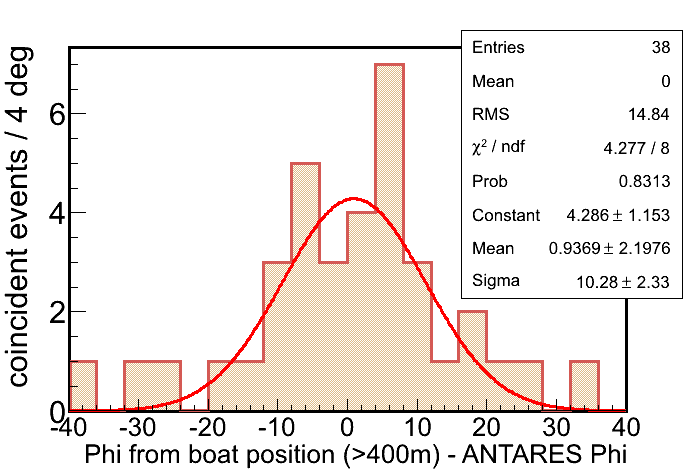 Entries 38
Mean 0
RMS 14.84
χ² / ndf 4.277 / 8
Prob 0.8313
Constant 4.286 ± 1.153
Mean 0.9369 ± 2.1976
Sigma 10.28 ± 2.33
coincident events / 4 deg
6
4
2
0
-40 -30 -20 -10 0 10 20 30 40
Phi from boat position (>400m) - ANTARES Phi